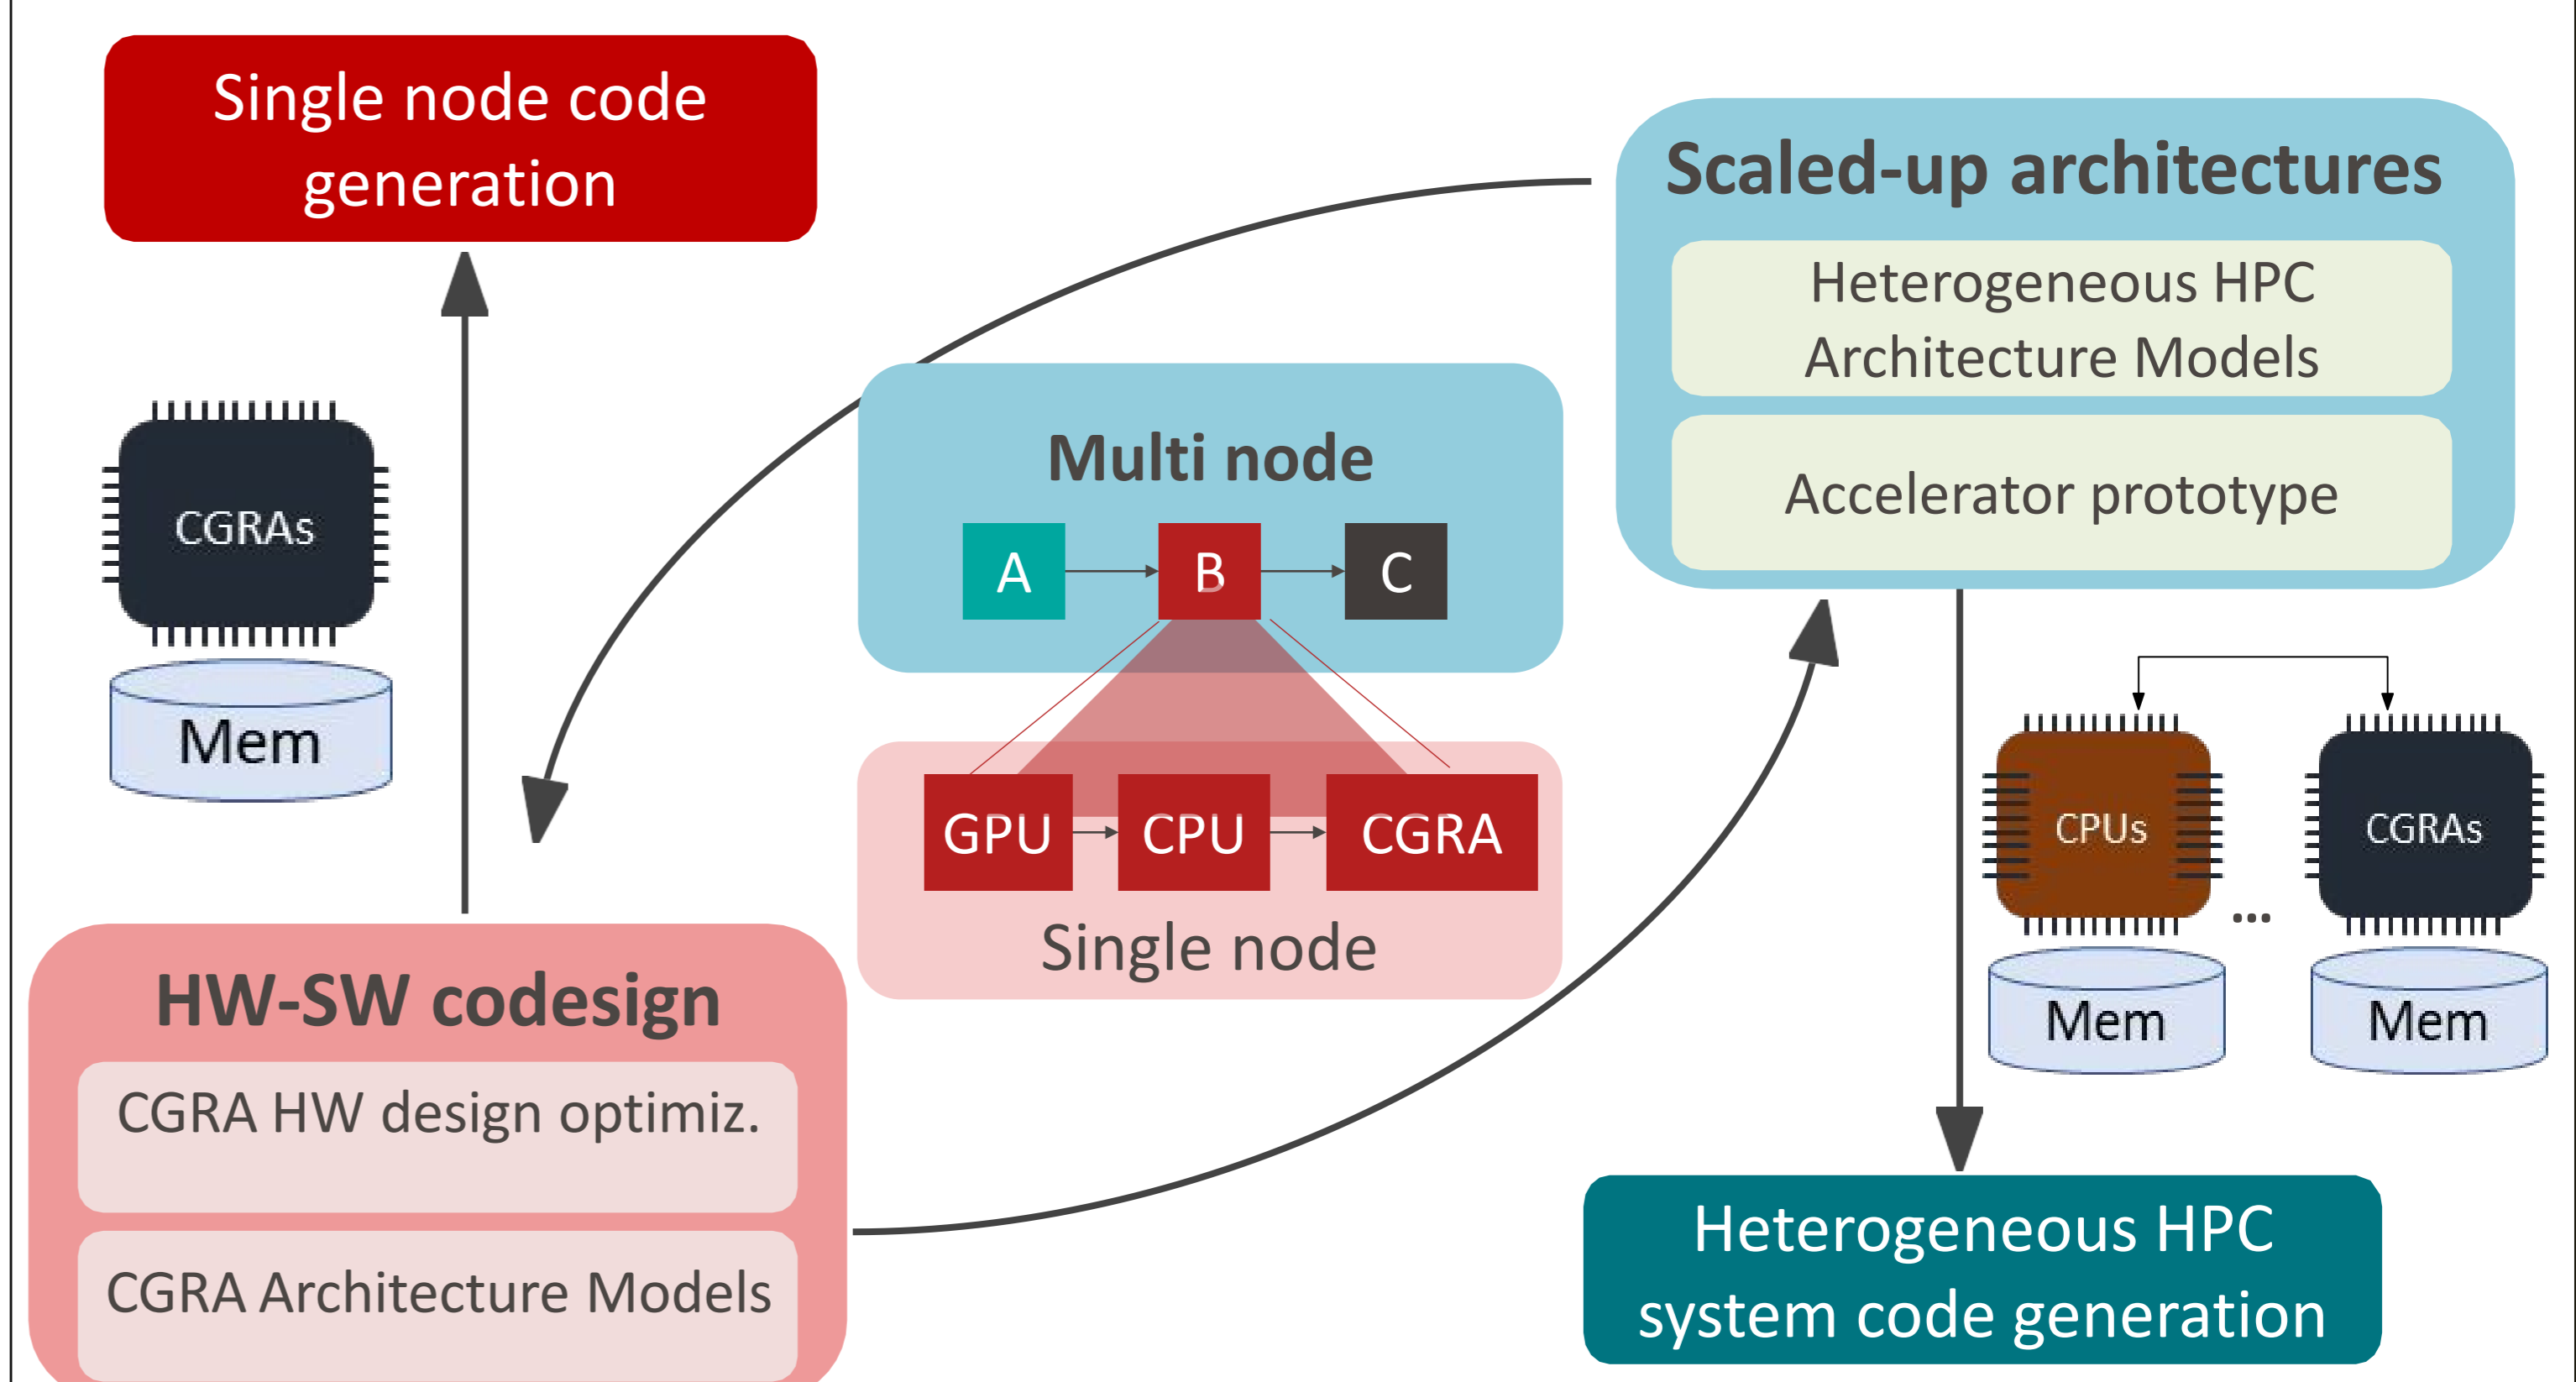 Single node code
generation
Scaled-up architectures
Heterogeneous HPC
Architecture Models
Accelerator prototype
CGRAs
Mem
Multi node
A
B
C
GPU
CPU
CGRA
Single node
CPUs
...
CGRAs
Mem
Mem
HW-SW codesign
CGRA HW design optimiz.
CGRA Architecture Models
Heterogeneous HPC
system code generation